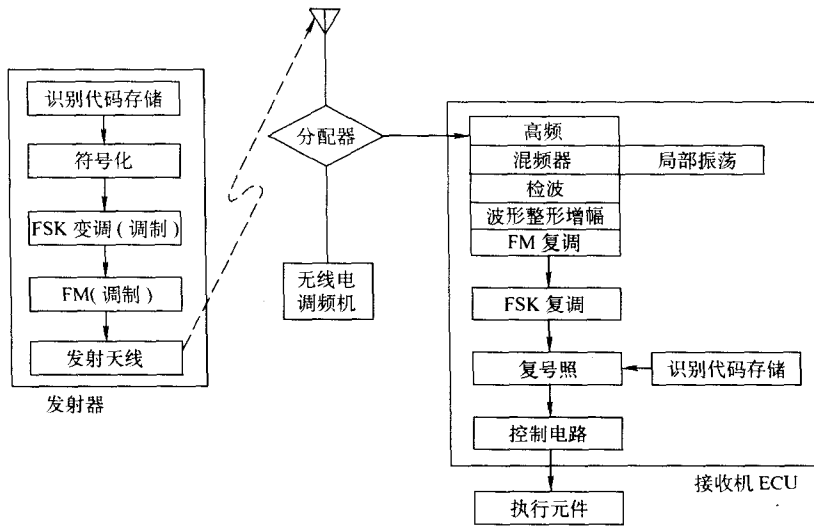 识别代码存储
符号化
FSK 变调 ( 调制 )
FM( 调制 )
发射天线
发射器
分配器
无线电
调频机
高频
混频器
局部振荡
检波
波形整形增幅
FM 复调
FSK 复调
复号照
识别代码存储
控制电路
接收机 ECU
执行元件